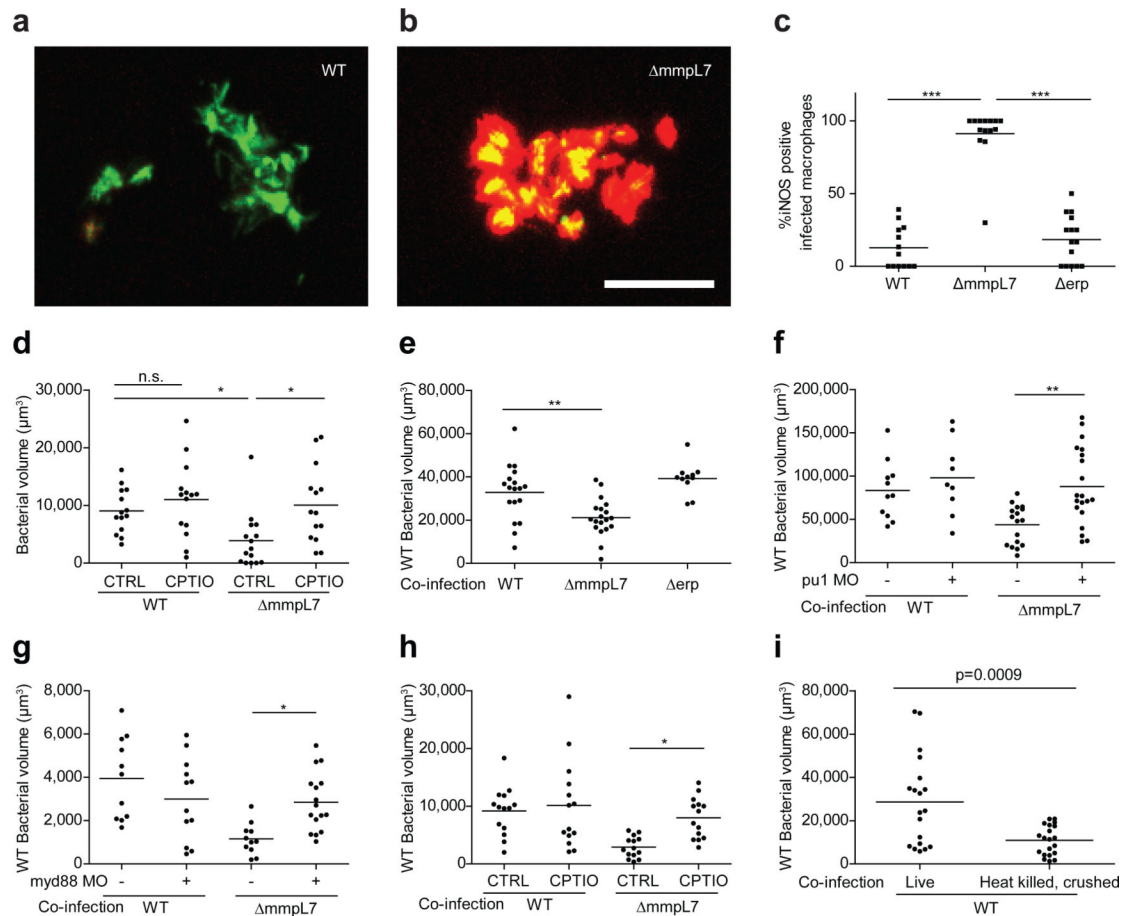 a
WT
b
ΔmmpL7
c
%iNOS positive
infected macrophages
100
50
0
***
***
WT
ΔmmpL7
Δerp
d
Bacterial volume (µm³)
30,000
20,000
10,000
0
n.s.
*
*
CTRL CPTIO CTRL CPTIO
WT ΔmmpL7
e
WT Bacterial volume (µm³)
80,000
60,000
40,000
20,000
0
**
Co-infection WT ΔmmpL7 Δerp
f
WT Bacterial volume (µm³)
200,000
150,000
100,000
50,000
0
**
pu1 MO - + - +
Co-infection WT ΔmmpL7
g
WT Bacterial volume (µm³)
8,000
6,000
4,000
2,000
0
*
myd88 MO - + - +
Co-infection WT ΔmmpL7
h
WT Bacterial volume (µm³)
30,000
20,000
10,000
0
*
CTRL CPTIO CTRL CPTIO
Co-infection WT ΔmmpL7
i
WT Bacterial volume (µm³)
80,000
60,000
40,000
20,000
0
p=0.0009
Co-infection Live Heat killed, crushed
WT